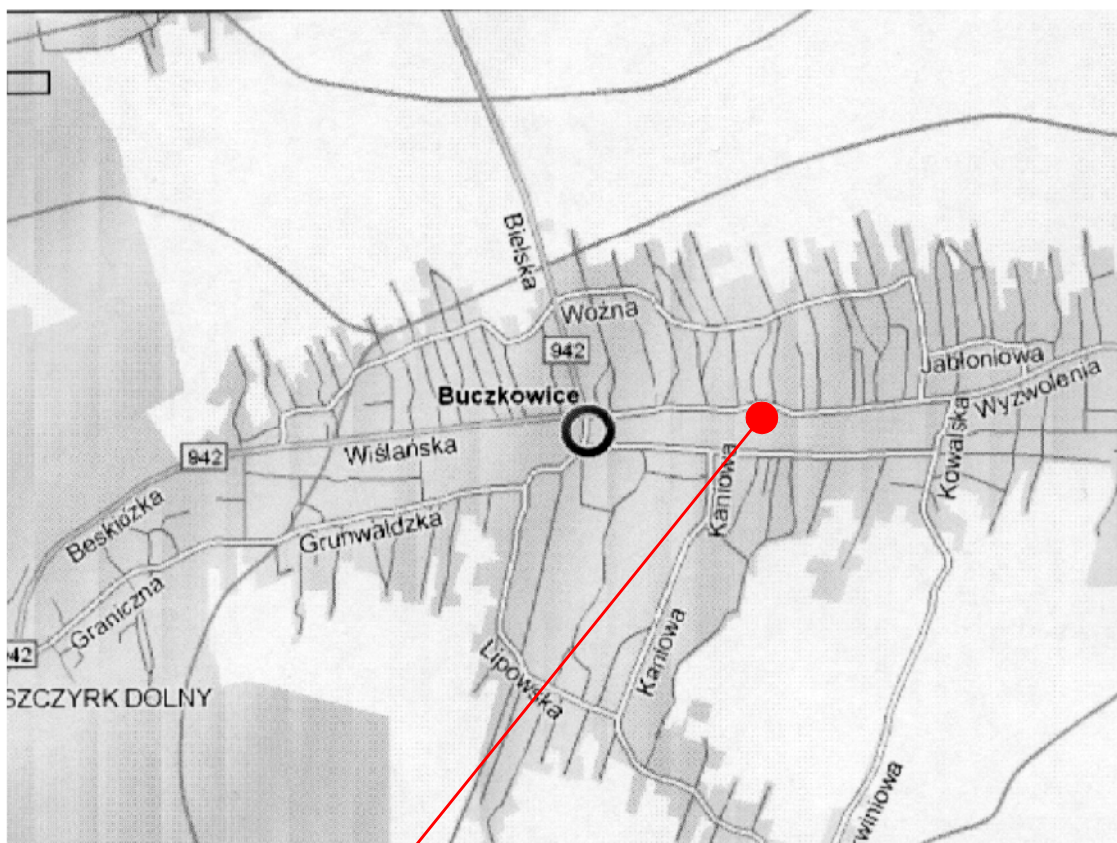 Bielska
Woźna
942
Jabłoniowa
Buczkowice
Wyzwolenia
Wiślańska
942
Kowalska
Kaniowa
Grunwaldzka
Beskidzka
Graniczna
Kaniowa
942
Lipowska
SZCZYRK DOLNY